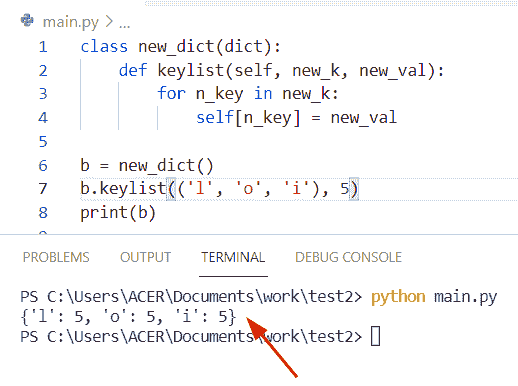 main.py > ...
1 class new_dict(dict):
2     def keylist(self, new_k, new_val):
3         for n_key in new_k:
4             self[n_key] = new_val
5
6 b = new_dict()
7 b.keylist(('l', 'o', 'i'), 5)
8 print(b)
PROBLEMS OUTPUT TERMINAL DEBUG CONSOLE
PS C:\Users\ACER\Documents\work\test2> python main.py
{'l': 5, 'o': 5, 'i': 5}
PS C:\Users\ACER\Documents\work\test2>